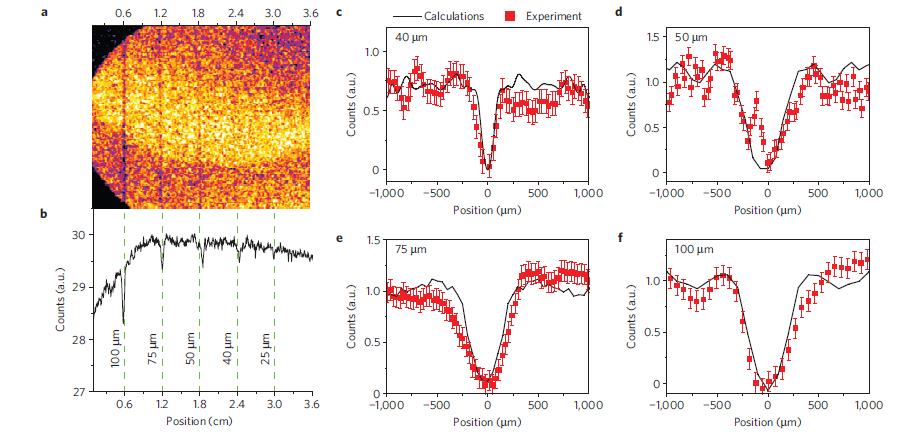 a
0.6 1.2 1.8 2.4 3.0 3.6
b
30
29
28
27
Counts (a.u.)
100 μm
75 μm
50 μm
40 μm
25 μm
0.6 1.2 1.8 2.4 3.0 3.6
Position (cm)
c
Calculations Experiment
40 μm
1.0
0.5
0
Counts (a.u.)
−1,000 −500 0 500 1,000
Position (μm)
d
50 μm
1.5
1.0
0.5
0
Counts (a.u.)
−1,000 −500 0 500 1,000
Position (μm)
e
75 μm
1.5
1.0
0.5
0
Counts (a.u.)
−1,000 −500 0 500 1,000
Position (μm)
f
100 μm
1.0
0.5
0
Counts (a.u.)
−1,000 −500 0 500 1,000
Position (μm)